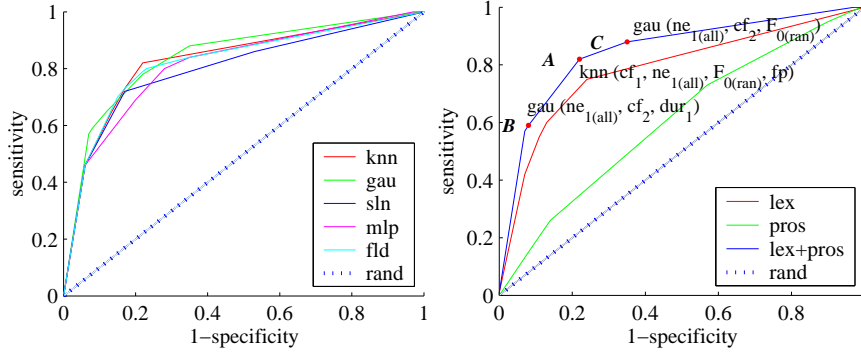 1
0.8
0.6
0.4
0.2
0
sensitivity
0 0.2 0.4 0.6 0.8 1
1−specificity
knn
gau
sln
mlp
fld
rand
1
0.8
0.6
0.4
0.2
0
sensitivity
0 0.2 0.4 0.6 0.8
1−specificity
C gau (ne1(all), cf2, F0(ran))
A
knn (cf1, ne1(all), F0(ran), fp)
B gau (ne1(all), cf2, dur1)
lex
pros
lex+pros
rand